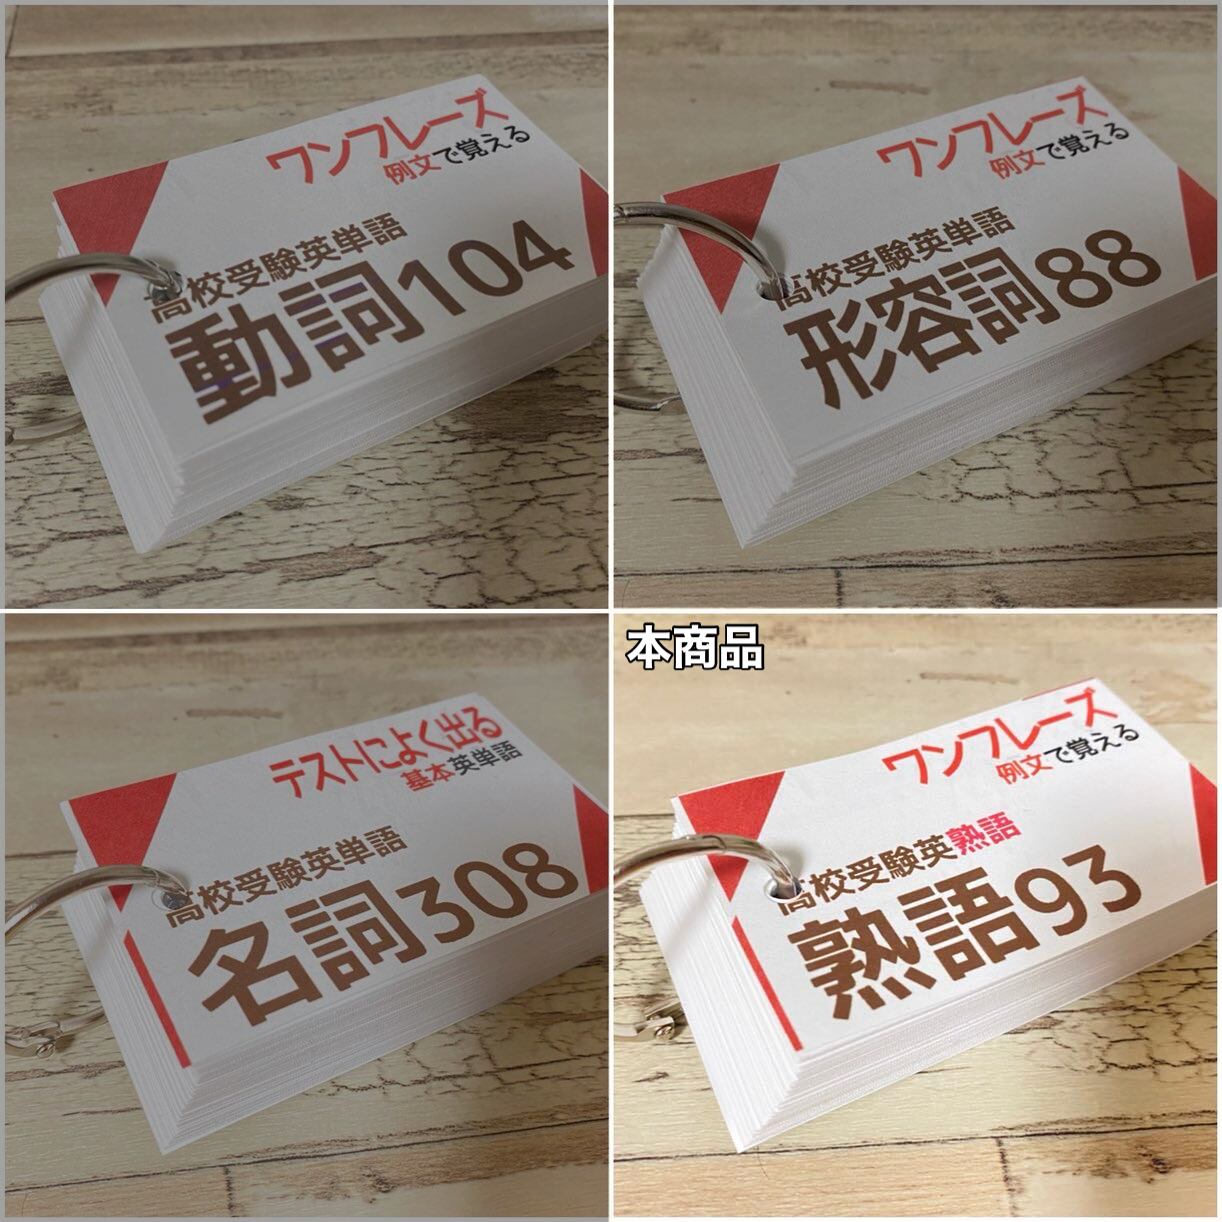 ワンフレーズ
例文で覚える
高校受験英単語
動詞104
ワンフレーズ
例文で覚える
高校受験英単語
形容詞88
テストによく出る
基本英単語
高校受験英単語
名詞308
本商品
ワンフレーズ
例文で覚える
高校受験英熟語
熟語93